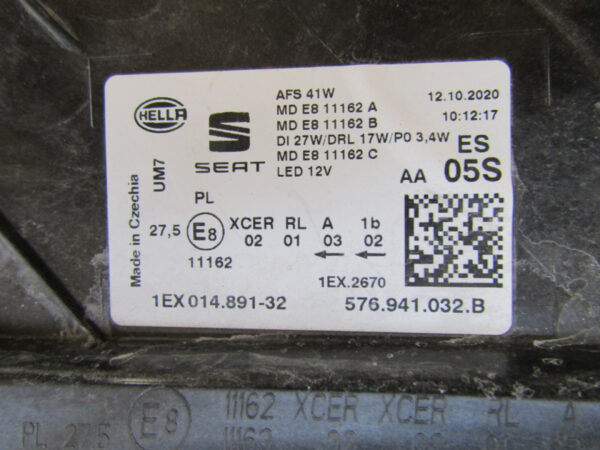 HELLA
SEAT
AFS 41W
MD E8 11162 A
MD E8 11162 B
DI 27W/DRL 17W/P0 3,4W
MD E8 11162 C
LED 12V
12.10.2020
10:12:17
ES
AA 05S
Made in Czechia
UM7
PL
27,5 E8 XCER RL A 1b
02 01 03 02
11162
1EX.2670
1EX 014.891-32 576.941.032.B
11162 XCER XCER RL A
PL 27.5 E8 11162